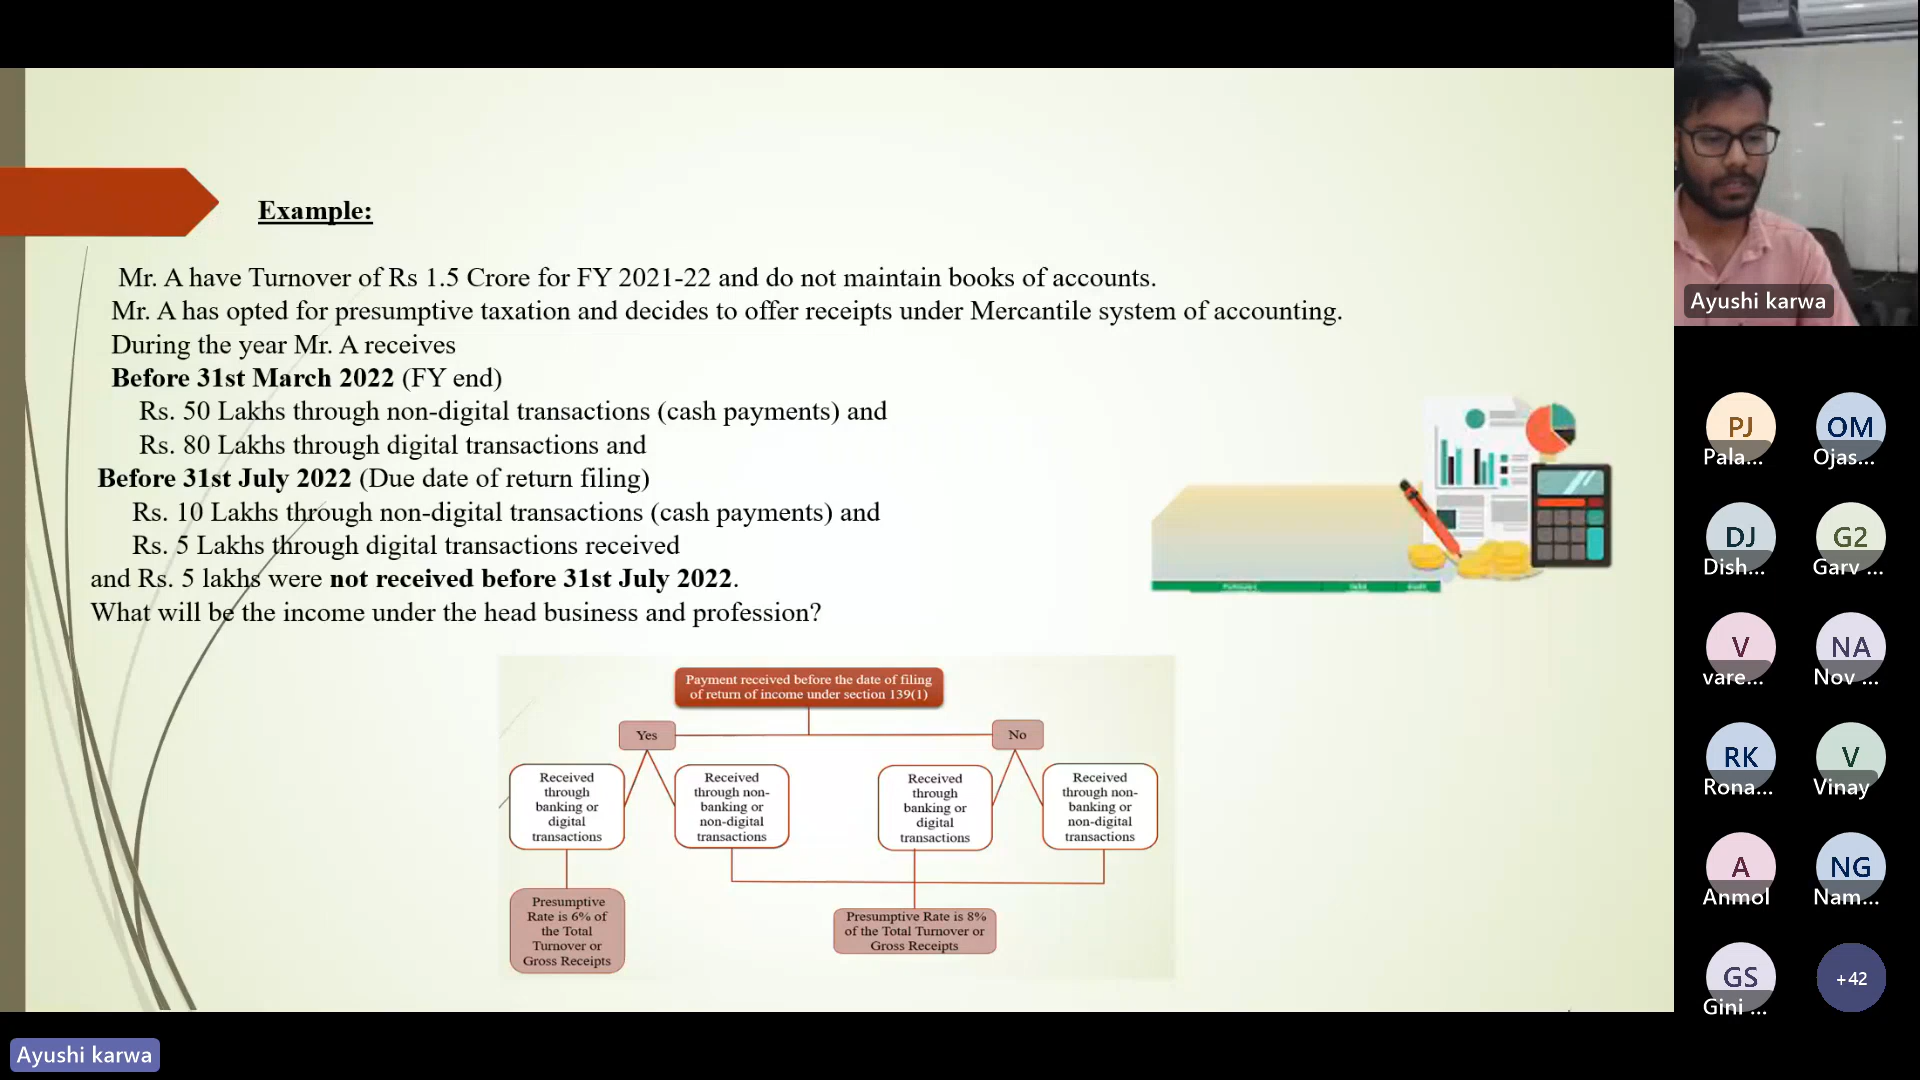 Example:
Mr. A have Turnover of Rs 1.5 Crore for FY 2021-22 and do not maintain books of accounts.
Mr. A has opted for presumptive taxation and decides to offer receipts under Mercantile system of accounting.
During the year Mr. A receives
Before 31st March 2022 (FY end)
Rs. 50 Lakhs through non-digital transactions (cash payments) and
Rs. 80 Lakhs through digital transactions and
Before 31st July 2022 (Due date of return filing)
Rs. 10 Lakhs through non-digital transactions (cash payments) and
Rs. 5 Lakhs through digital transactions received
and Rs. 5 lakhs were not received before 31st July 2022.
What will be the income under the head business and profession?
Payment received before the date of filing
of return of income under section 139(1)
Yes
No
Received
through
banking or
digital
transactions
Received
through non-
banking or
non-digital
transactions
Received
through
banking or
digital
transactions
Received
through non-
banking or
non-digital
transactions
Presumptive
Rate is 6% of
the Total
Turnover or
Gross Receipts
Presumptive Rate is 8%
of the Total Turnover or
Gross Receipts
Ayushi karwa
PJ
Pala...
OM
Ojas...
DJ
Dish...
G2
Garv ...
V
vare...
NA
Nov ...
RK
Rona...
V
Vinay
A
Anmol
NG
Nam...
GS
Gini ...
+42
Ayushi karwa